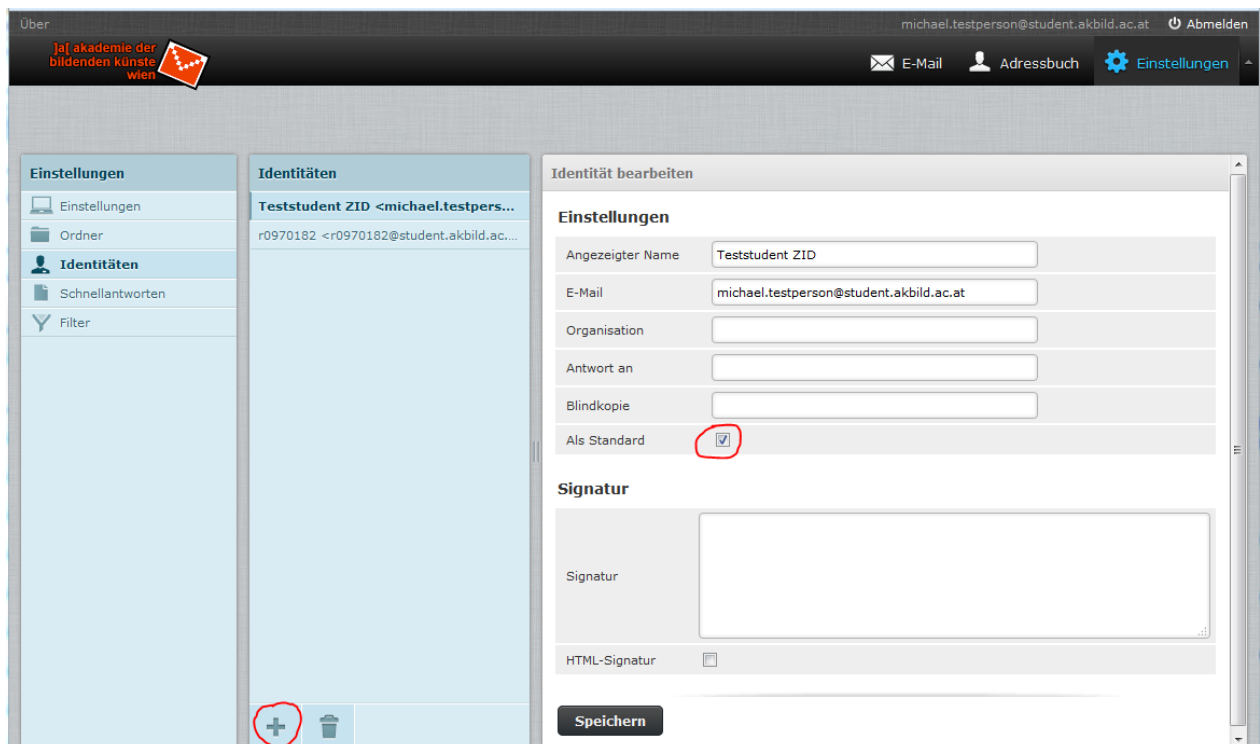 Über
michael.testperson@student.akbild.ac.at
Abmelden
]a[ akademie der
bildenden künste
wien
E-Mail
Adressbuch
Einstellungen
Einstellungen
Einstellungen
Ordner
Identitäten
Schnellantworten
Filter
Identitäten
Teststudent ZID <michael.testpers...
r0970182 <r0970182@student.akbild.ac....
Identität bearbeiten
Einstellungen
Angezeigter Name Teststudent ZID
E-Mail michael.testperson@student.akbild.ac.at
Organisation
Antwort an
Blindkopie
Als Standard
Signatur
Signatur
HTML-Signatur
Speichern